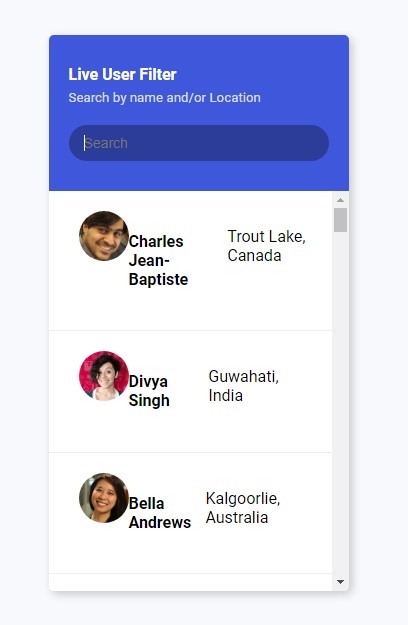 Live User Filter
Search by name and/or Location
Search
Charles
Jean-
Baptiste
Trout Lake,
Canada
Divya
Singh
Guwahati,
India
Bella
Andrews
Kalgoorlie,
Australia